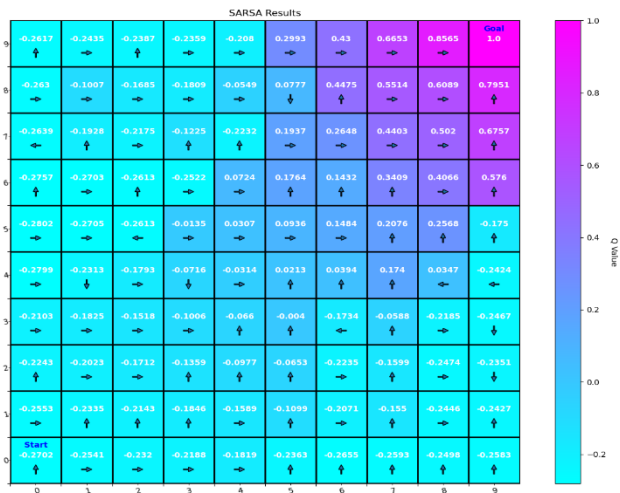 SARSA Results
Goal
9 -0.2617 -0.2435 -0.2387 -0.2359 -0.208 0.2993 0.43 0.6653 0.8565 1.0
8 -0.263 -0.1007 -0.1685 -0.1809 -0.0549 0.0777 0.4475 0.5514 0.6089 0.7951
7 -0.2639 -0.1928 -0.2175 -0.1225 -0.2232 0.1937 0.2648 0.4403 0.502 0.6757
6 -0.2757 -0.2703 -0.2613 -0.2522 0.0724 0.1764 0.1432 0.3409 0.4066 0.576
5 -0.2802 -0.2705 -0.2613 -0.0135 0.0307 0.0936 0.1484 0.2076 0.2568 -0.175
4 -0.2799 -0.2313 -0.1793 -0.0716 -0.0314 0.0213 0.0394 0.174 0.0347 -0.2424
3 -0.2103 -0.1825 -0.1518 -0.1006 -0.066 -0.004 -0.1734 -0.0588 -0.2185 -0.2467
2 -0.2243 -0.2023 -0.1712 -0.1359 -0.0977 -0.0653 -0.2235 -0.1599 -0.2474 -0.2351
1 -0.2553 -0.2335 -0.2143 -0.1846 -0.1589 -0.1099 -0.2071 -0.155 -0.2446 -0.2427
Start
0 -0.2702 -0.2541 -0.232 -0.2188 -0.1819 -0.2363 -0.2655 -0.2593 -0.2498 -0.2583
0 1 2 3 4 5 6 7 8 9
1.0
0.8
0.6
0.4
0.2
0.0
−0.2
Q Value